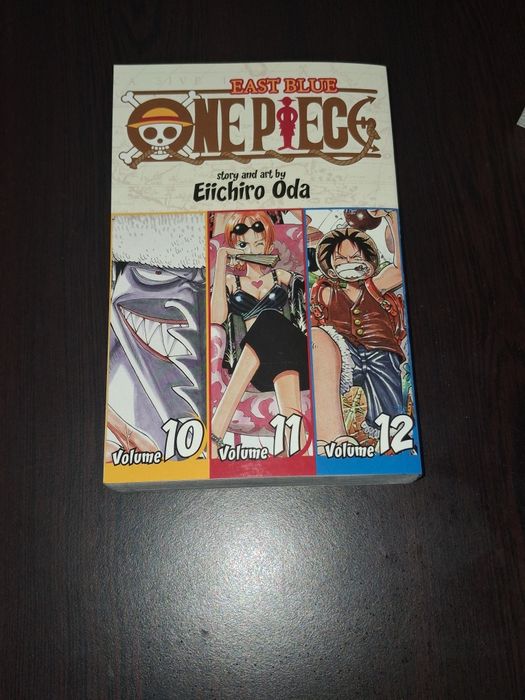 EAST BLUE
ONE PIECE
story and art by
Eiichiro Oda
Volume 10
Volume 11
Volume 12